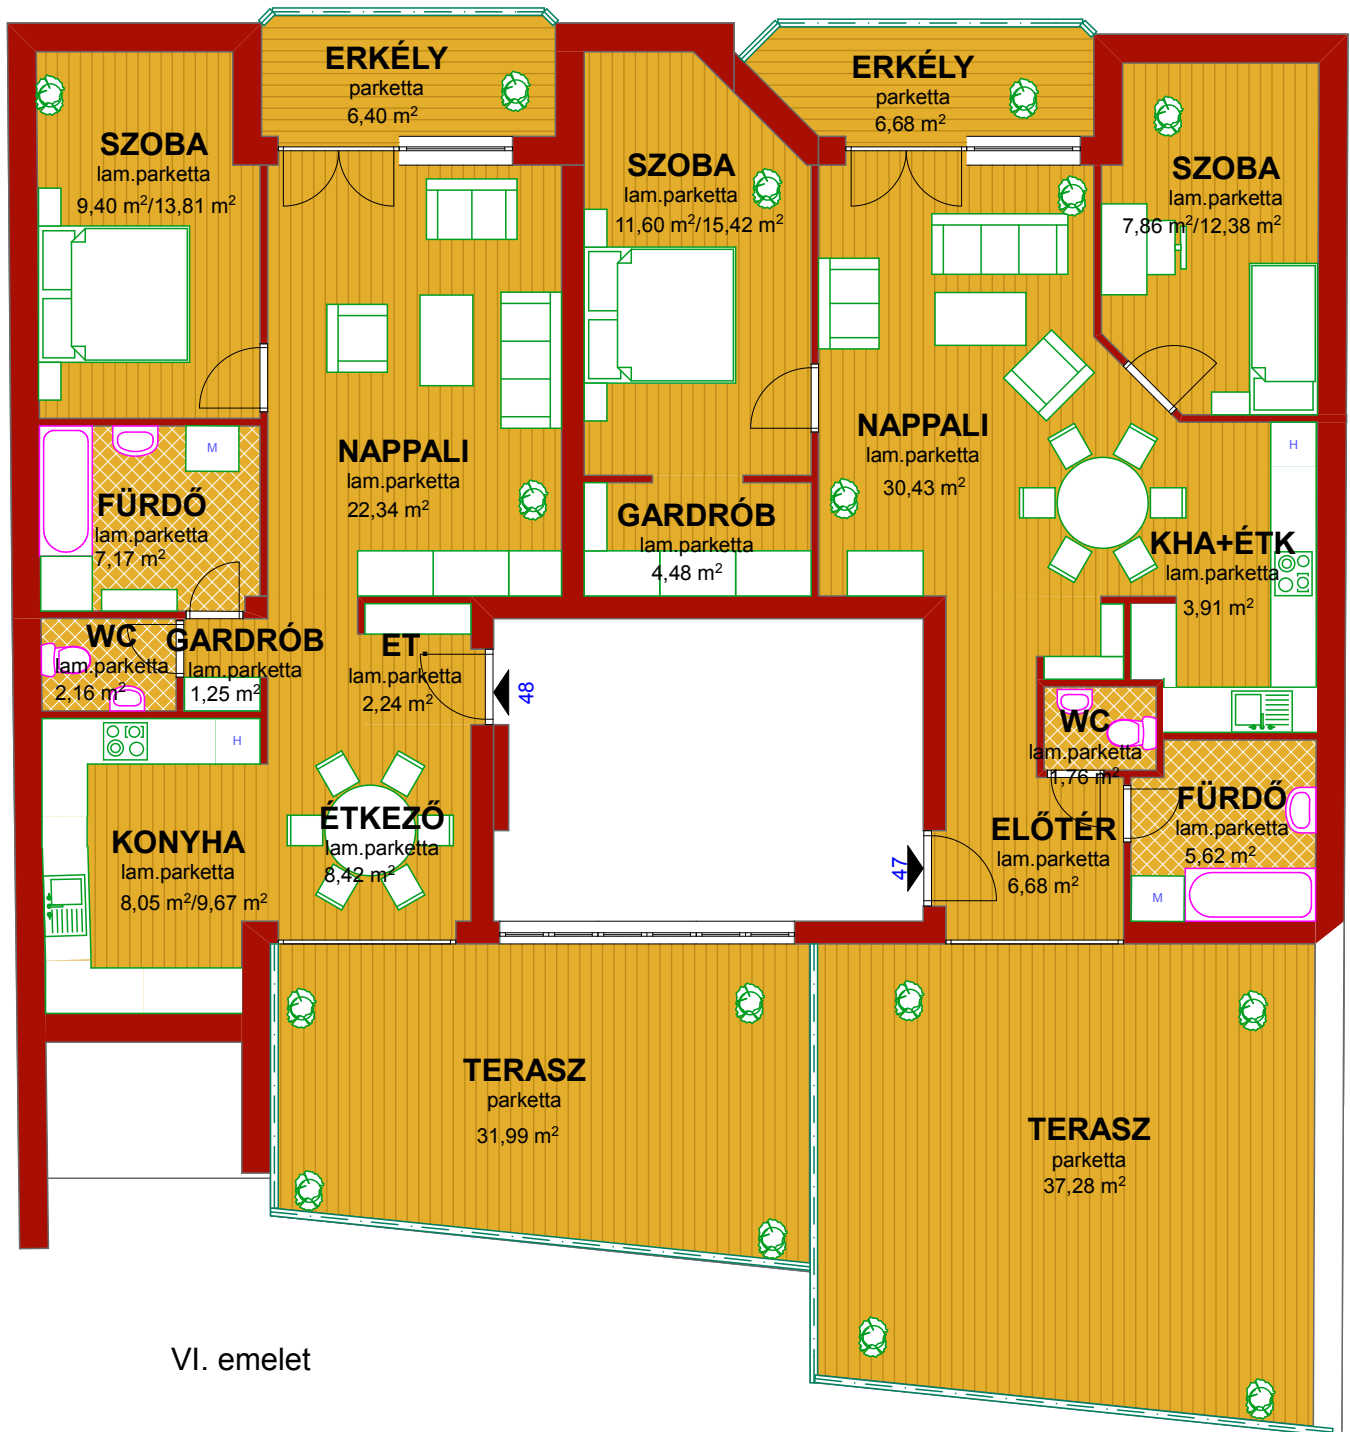 ERKÉLY
parketta
6,40 m²
ERKÉLY
parketta
6,68 m²
SZOBA
lam.parketta
9,40 m²/13,81 m²
SZOBA
lam.parketta
11,60 m²/15,42 m²
SZOBA
lam.parketta
7,86 m²/12,38 m²
NAPPALI
lam.parketta
22,34 m²
NAPPALI
lam.parketta
30,43 m²
M
H
FÜRDŐ
lam.parketta
7,17 m²
GARDRÓB
lam.parketta
4,48 m²
KHA+ÉTK
lam.parketta
3,91 m²
WC
lam.parketta
2,16 m²
GARDRÓB
lam.parketta
1,25 m²
ET
lam.parketta
2,24 m²
48
WC
lam.parketta
1,76 m²
H
KONYHA
lam.parketta
8,05 m²/9,67 m²
ÉTKEZŐ
lam.parketta
8,42 m²
47
ELŐTÉR
lam.parketta
6,68 m²
FÜRDŐ
lam.parketta
5,62 m²
M
TERASZ
parketta
31,99 m²
TERASZ
parketta
37,28 m²
VI. emelet